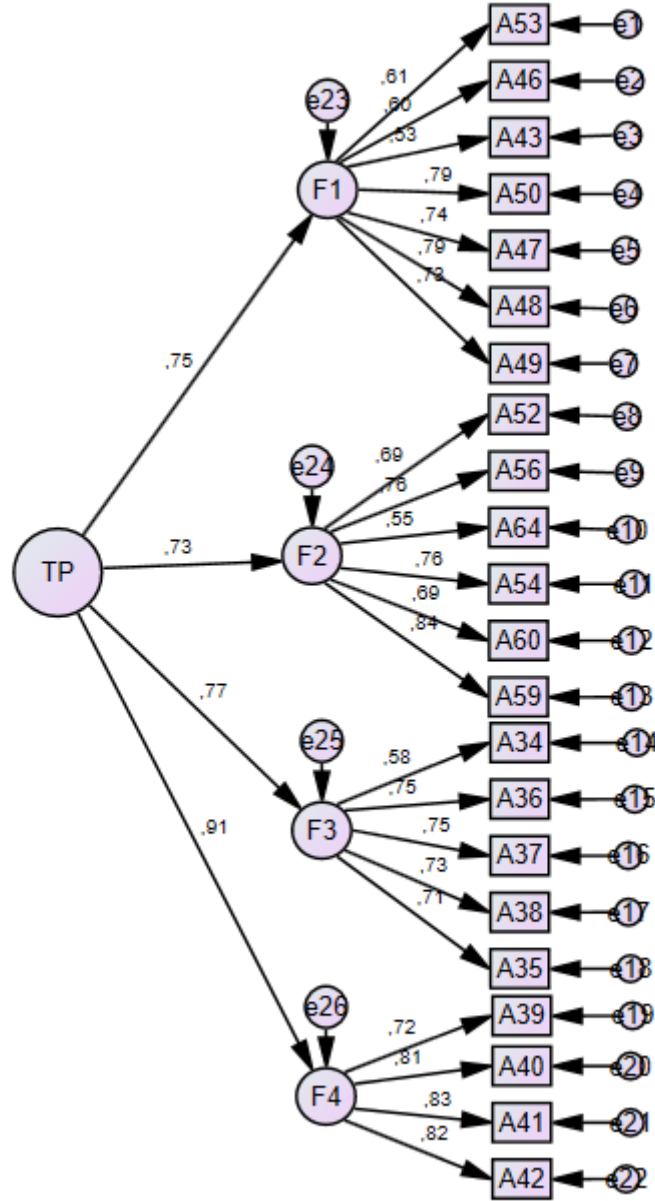 A53 e1
,61
A46 e2
e23
,60
,53
A43 e3
F1
,79
A50 e4
,74
A47 e5
,79
A48 e6
,73
A49 e7
,75
A52 e8
e24
,69
A56 e9
,76
,55
A64 e10
,73
F2
TP
,76
A54 e11
,69
A60 e12
,84
A59 e13
,77
e25
A34 e14
,58
,75
A36 e15
F3
,75
A37 e16
,91
,73
,71
A38 e17
A35 e18
e26
A39 e19
,72
,81
A40 e20
F4
,83
A41 e21
,82
A42 e22